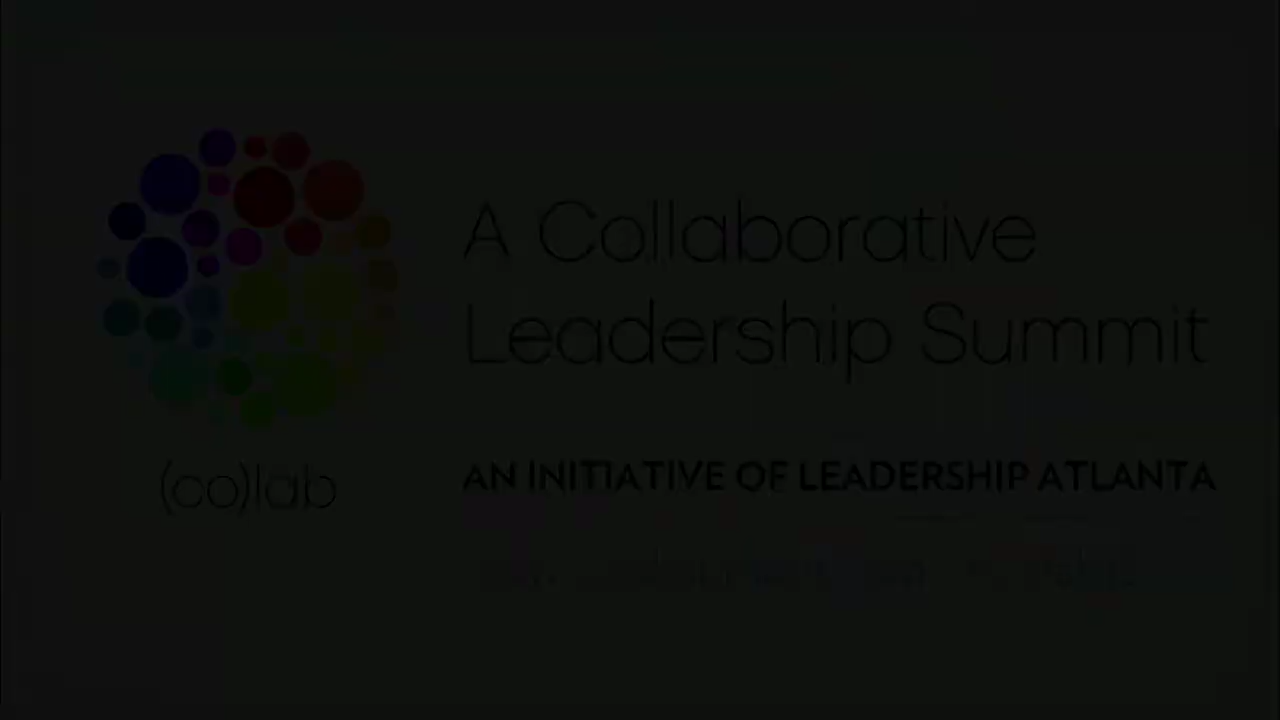 A Collaborative
Leadership Summit
(co)lab
AN INITIATIVE OF LEADERSHIP ATLANTA